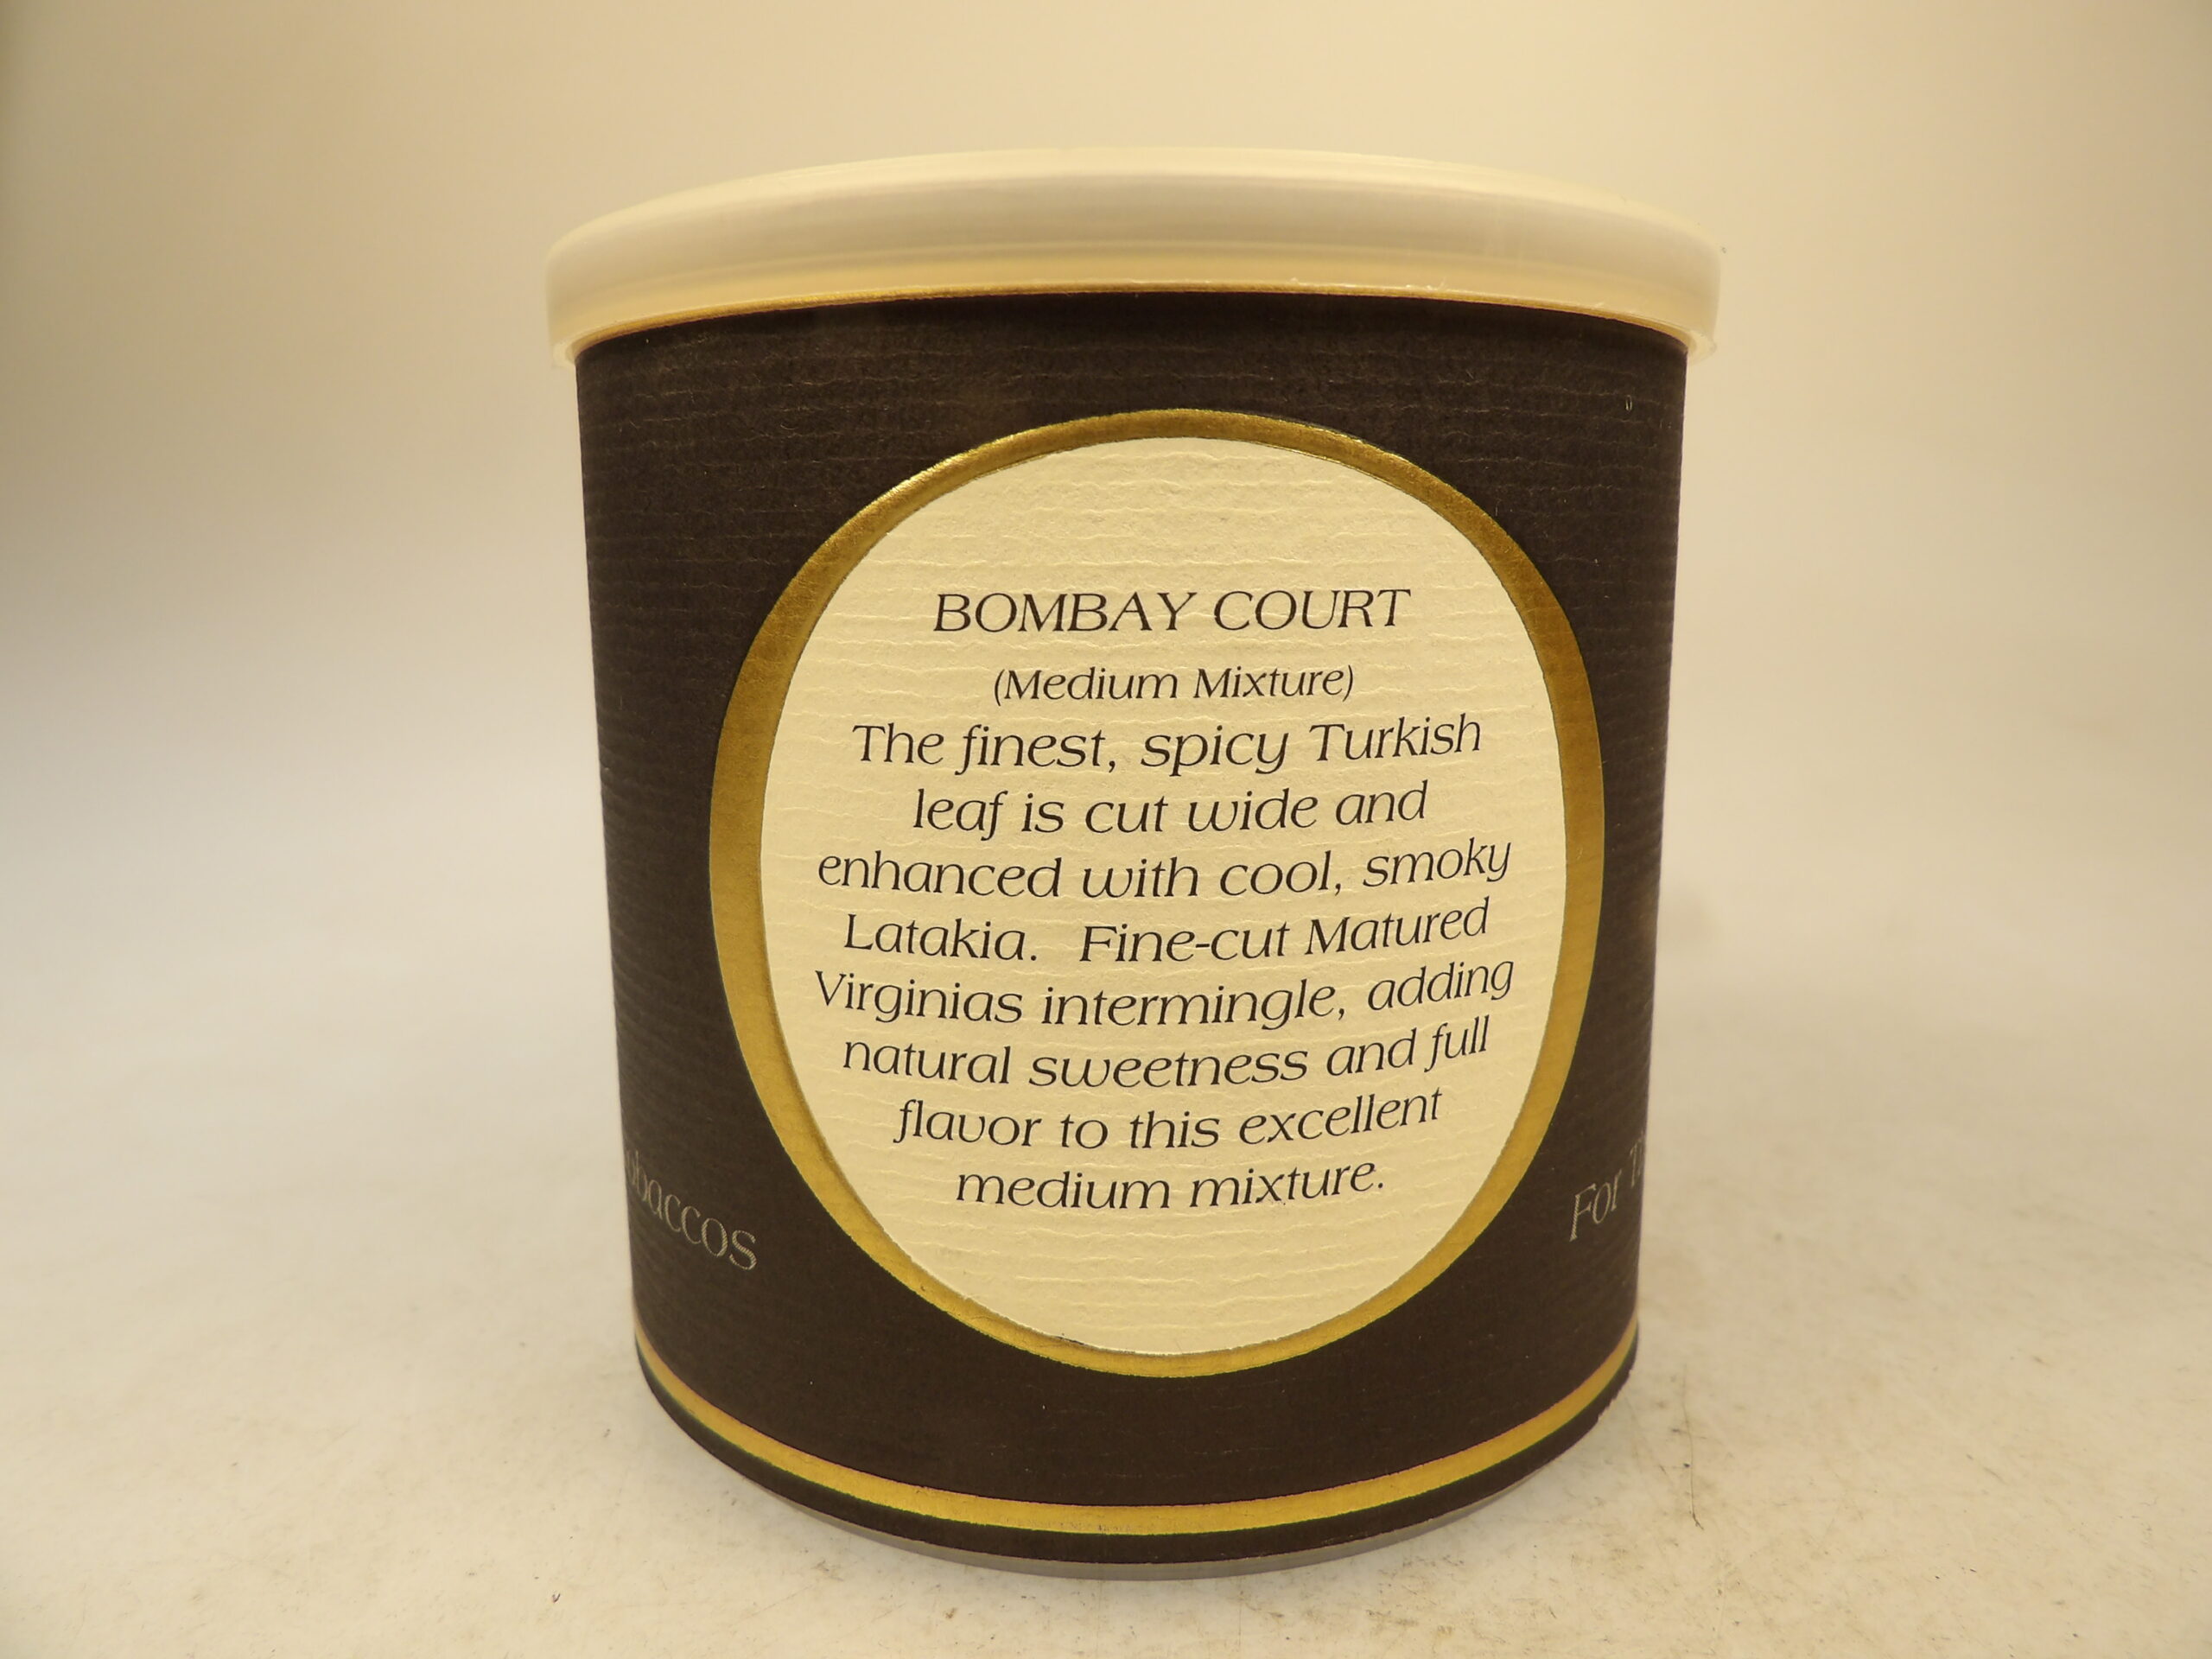 BOMBAY COURT
(Medium Mixture)
The finest, spicy Turkish
leaf is cut wide and
enhanced with cool, smoky
Latakia. Fine-cut Matured
Virginias intermingle, adding
natural sweetness and full
flavor to this excellent
medium mixture.
For